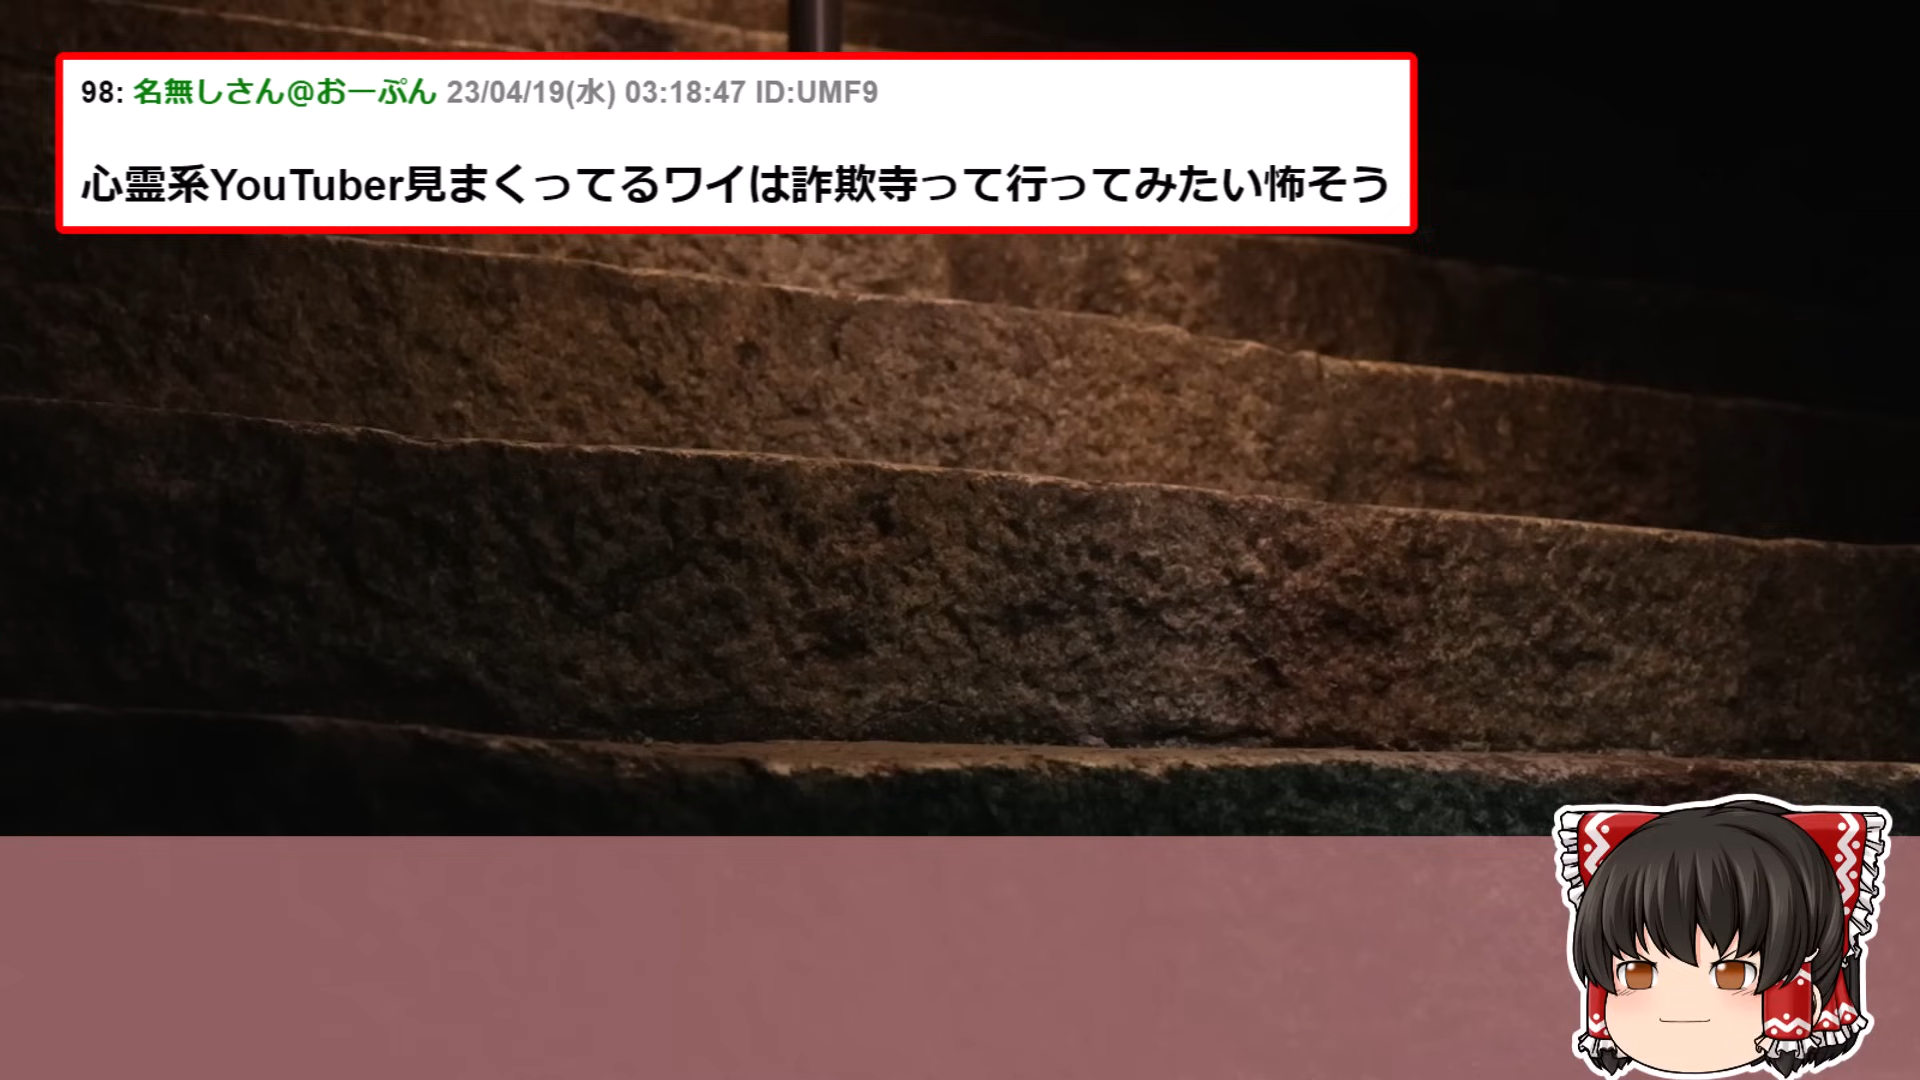 98: 名無しさん@おーぷん 23/04/19(水) 03:18:47 ID:UMF9
心霊系YouTuber見まくってるワイは詐欺寺って行ってみたい怖そう